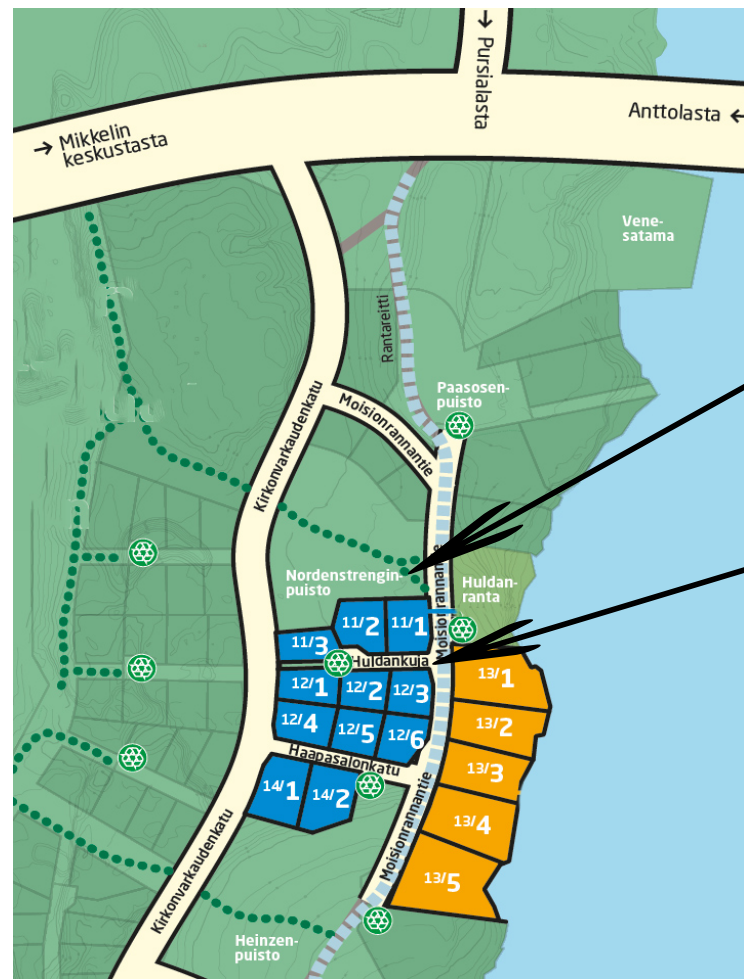 Pursialasta
Anttolasta
Mikkelin
keskustasta
Vene-
satama
Rantareitti
Paasosen-
puisto
Moisionrannantie
Kirkonvarkaudenkatu
Nordenstrengin-
puisto
Moisionrannantie
Huldan-
ranta
11/3
11/2
11/1
Huldankuja
12/1
12/2
12/3
13/1
12/4
12/5
12/6
13/2
Haapasalonkatu
13/3
14/1
14/2
13/4
Moisionrannantie
13/5
Kirkonvarkaudenkatu
Heinzen-
puisto